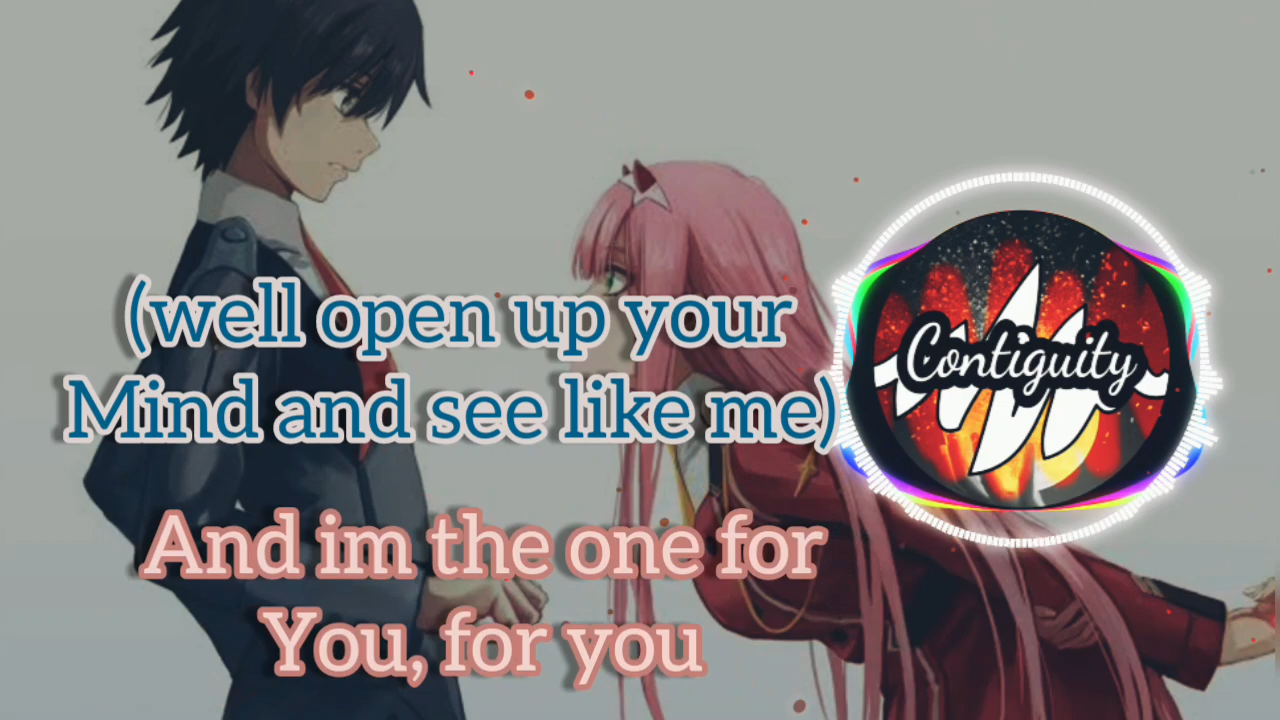 (well open up your
Mind and see like me)
And im the one for
You, for you
Contiguity